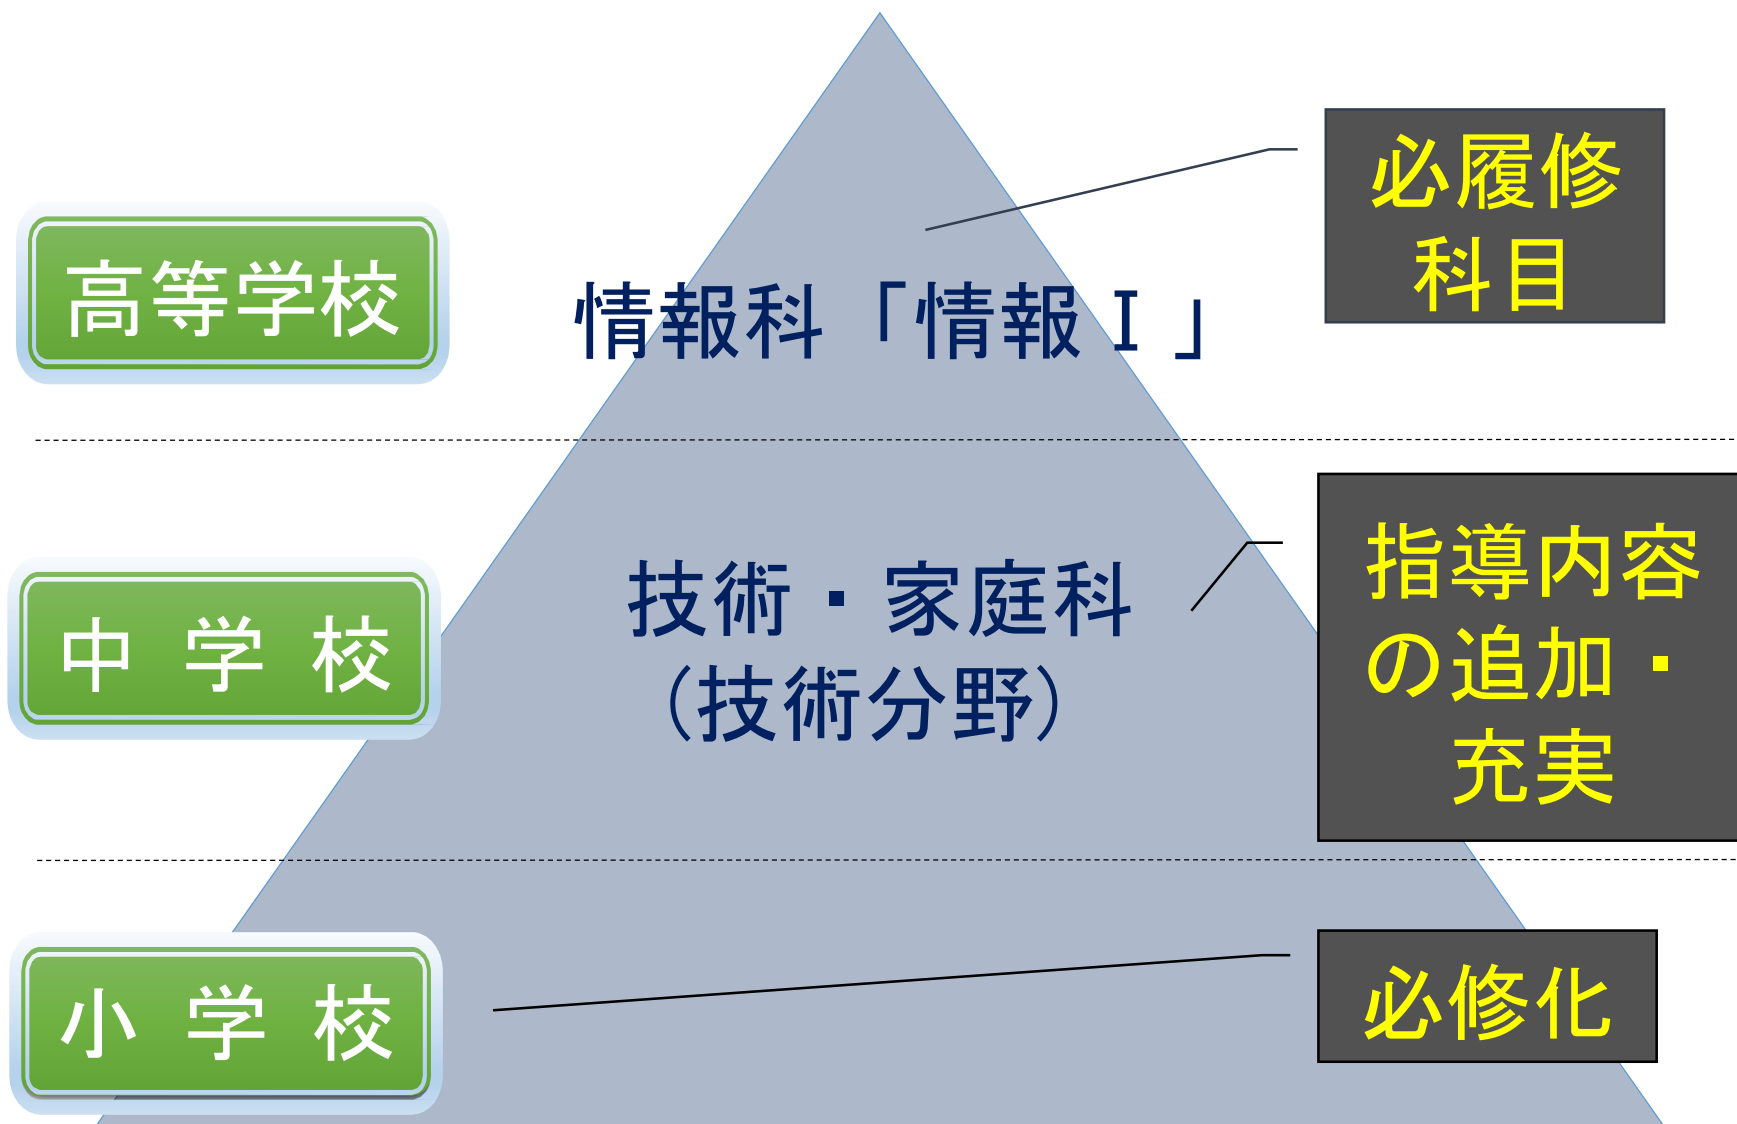 高等学校
情報科「情報Ⅰ」
必履修
科目
中 学 校
技術・家庭科
(技術分野)
指導内容
の追加・
充実
小 学 校
必修化